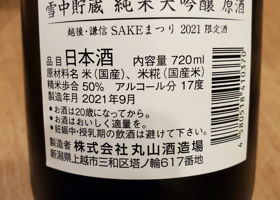 雪中貯蔵 純米大吟醸 原酒
越後・謙信 SAKEまつり 2021 限定酒
品目 日本酒 内容量 720ml
原材料名 米(国産)、米糀(国産米)
精米歩合 50% アルコール分 17度
製造年月 2021年9月
●お酒は20歳になってから。
●お酒はおいしく適量を。
●妊娠中・授乳期の飲酒は避けて下さい。
製造者 株式会社 丸山酒造場
新潟県上越市三和区塔ノ輪617番地
4580518410370